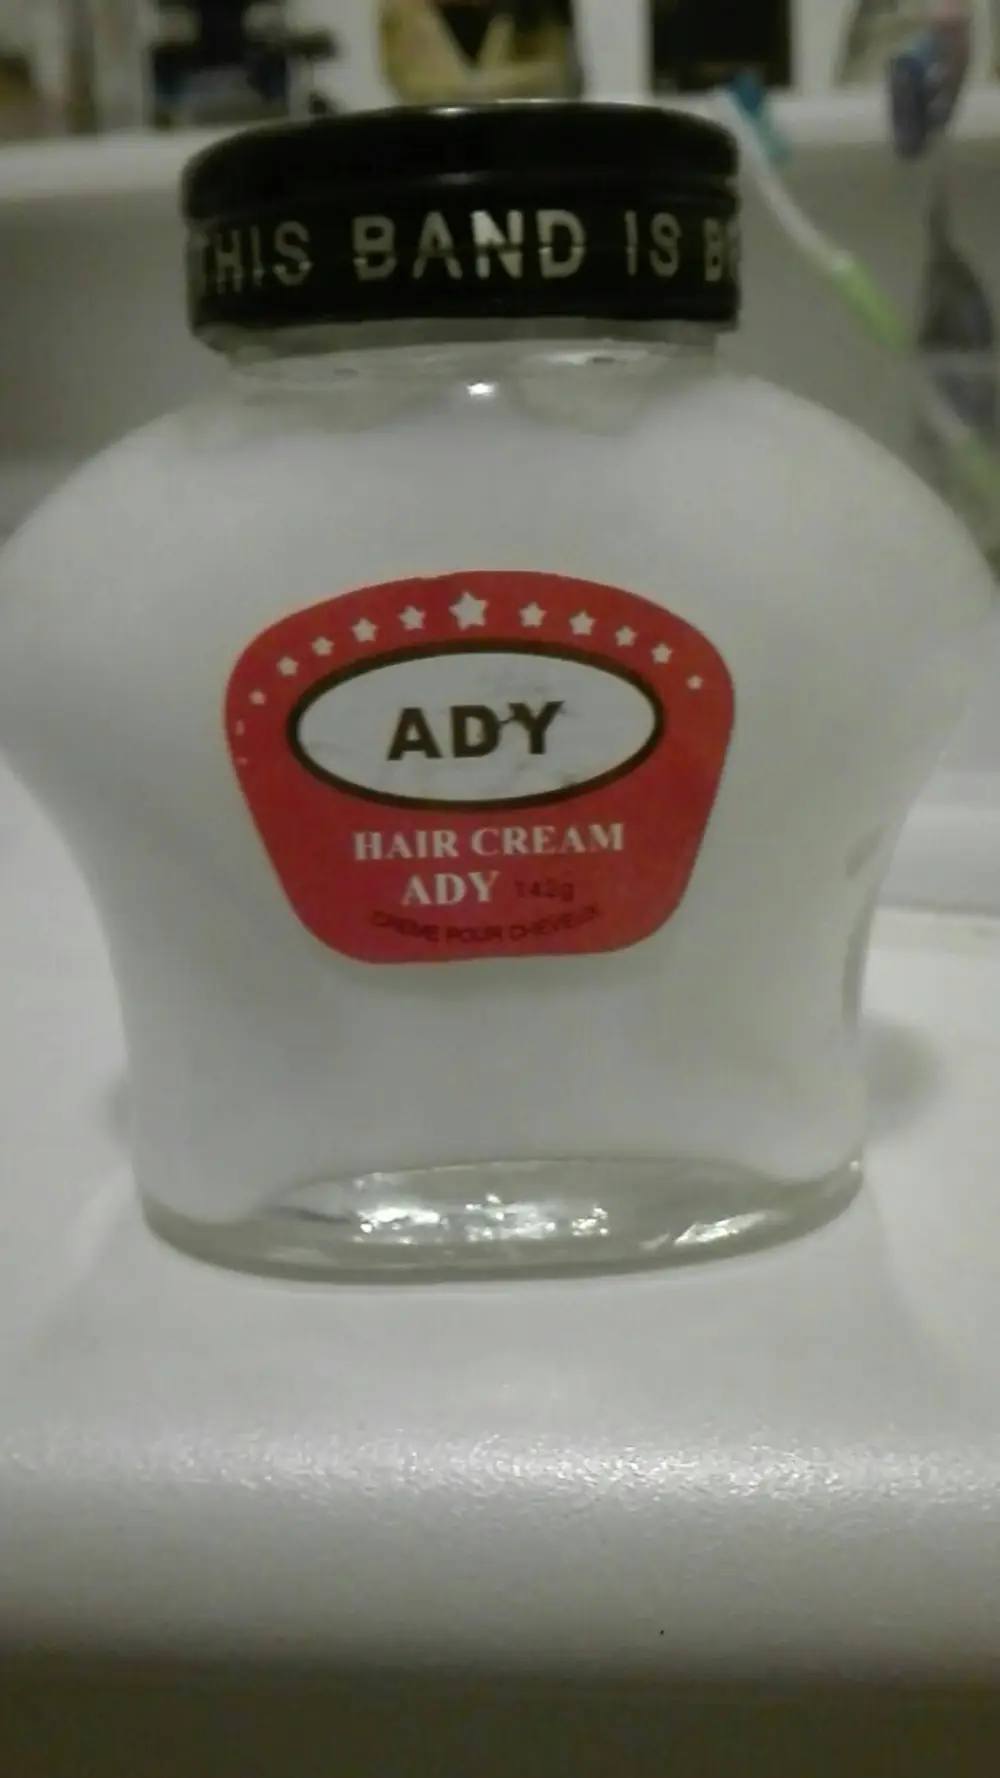 THIS BAND IS
ADY
HAIR CREAM
ADY 142g
CREME POUR CHEVEUX